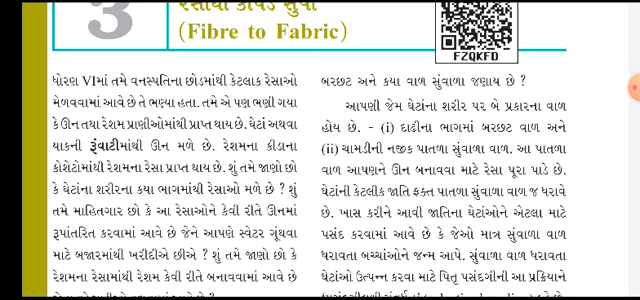 3
રેસાથી કાપડ સુધી
(Fibre to Fabric)
FZQKFD
ધોરણ VIમાં તમે વનસ્પતિના છોડમાંથી કેટલાક રેસાઓ
મેળવવામાં આવે છે તે ભણ્યા હતા. તમે એ પણ ભણી ગયા
કે ઊન તથા રેશમ પ્રાણીઓમાંથી પ્રાપ્ત થાય છે. ઘેટાં અથવા
યાકની રૂંવાટીમાંથી ઊન મળે છે. રેશમના કીડાના
કોશેટોમાંથી રેશમના રેસા પ્રાપ્ત થાય છે. શું તમે જાણો છો
કે ઘેટાંના શરીરના કયા ભાગમાંથી રેસાઓ મળે છે ? શું
તમે માહિતગાર છો કે આ રેસાઓને કેવી રીતે ઊનમાં
રૂપાંતરિત કરવામાં આવે છે જેને આપણે સ્વેટર ગૂંથવા
માટે બજારમાંથી ખરીદીએ છીએ ? શું તમે જાણો છો કે
રેશમના રેસામાંથી રેશમ કેવી રીતે બનાવવામાં આવે છે
બરછટ અને કયા વાળ સુંવાળા જણાય છે ?
આપણી જેમ ઘેટાંના શરીર પર બે પ્રકારના વાળ
હોય છે. - (i) દાઢીના ભાગમાં બરછટ વાળ અને
(ii) ચામડીની નજીક પાતળા સુંવાળા વાળ. આ પાતળા
વાળ આપણને ઊન બનાવવા માટે રેસા પૂરા પાડે છે.
ઘેટાંની કેટલીક જાતિ ફક્ત પાતળા સુંવાળા વાળ જ ધરાવે
છે. ખાસ કરીને આવી જાતિના ઘેટાંઓને એટલા માટે
પસંદ કરવામાં આવે છે કે જેઓ માત્ર સુંવાળા વાળ
ધરાવતા બચ્ચાંઓને જન્મ આપે. સુંવાળા વાળ ધરાવતા
ઘેટાંઓ ઉત્પન્ન કરવા માટે પિતૃ પસંદગીની આ પ્રક્રિયાને